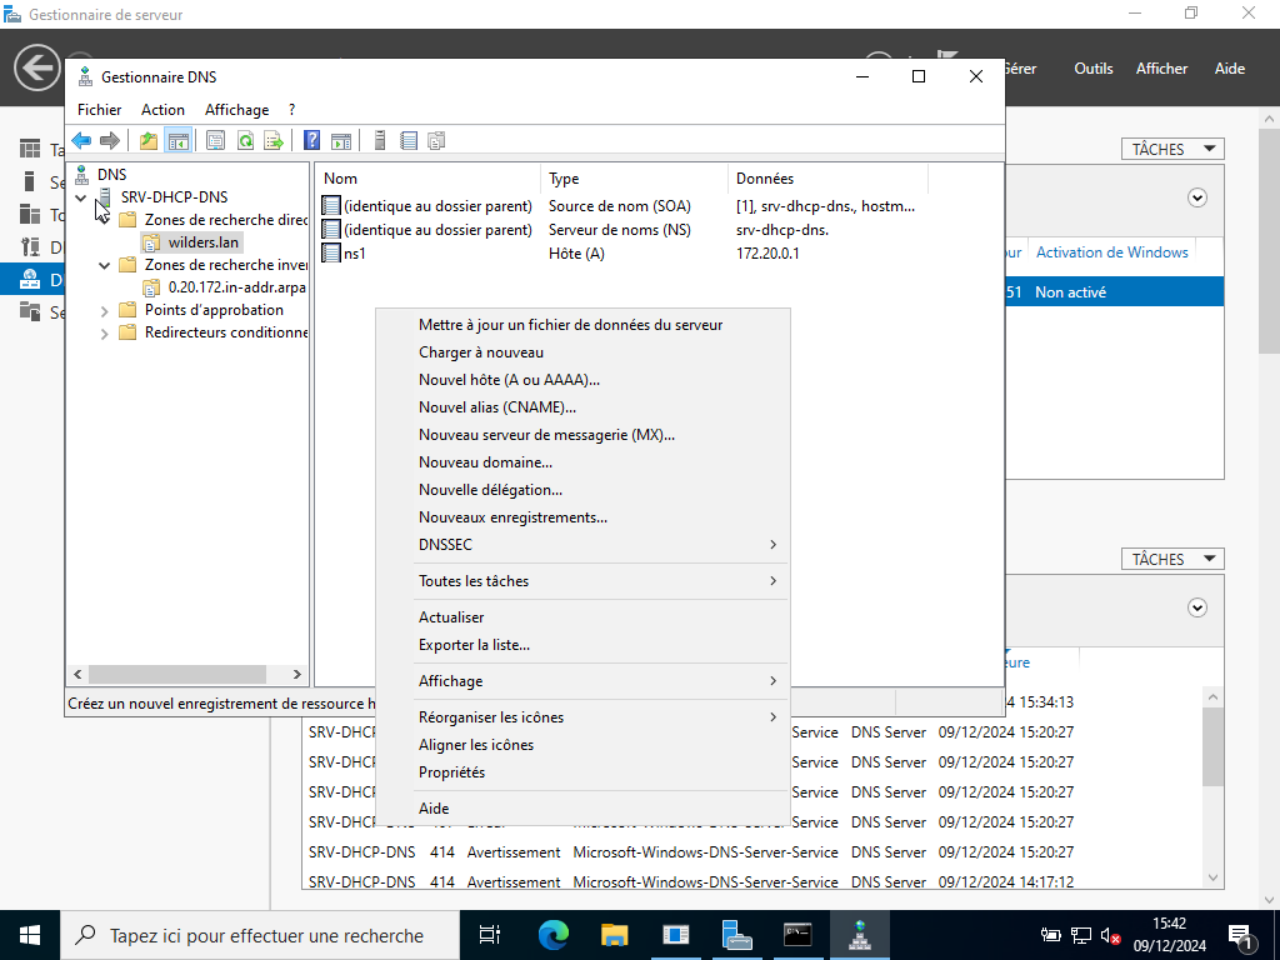 Gestionnaire de serveur
Gérer Outils Afficher Aide
Gestionnaire DNS
Fichier Action Affichage ?
TÂCHES
DNS
SRV-DHCP-DNS
Zones de recherche direc
wilders.lan
Zones de recherche inver
0.20.172.in-addr.arpa
Points d'approbation
Redirecteurs conditionne
Nom Type Données
(identique au dossier parent) Source de nom (SOA) [1], srv-dhcp-dns., hostm...
(identique au dossier parent) Serveur de noms (NS) srv-dhcp-dns.
ns1 Hôte (A) 172.20.0.1
Activation de Windows
51 Non activé
Mettre à jour un fichier de données du serveur
Charger à nouveau
Nouvel hôte (A ou AAAA)...
Nouvel alias (CNAME)...
Nouveau serveur de messagerie (MX)...
Nouveau domaine...
Nouvelle délégation...
Nouveaux enregistrements...
DNSSEC
Toutes les tâches
Actualiser
Exporter la liste...
Affichage
Réorganiser les icônes
Aligner les icônes
Propriétés
Aide
TÂCHES
Créez un nouvel enregistrement de ressource h
4 15:34:13
SRV-DHCP Service DNS Server 09/12/2024 15:20:27
SRV-DHCP Service DNS Server 09/12/2024 15:20:27
SRV-DHCP Service DNS Server 09/12/2024 15:20:27
SRV-DHCP-DNS Microsoft-Windows-DNS-Server-Service DNS Server 09/12/2024 15:20:27
SRV-DHCP-DNS 414 Avertissement Microsoft-Windows-DNS-Server-Service DNS Server 09/12/2024 15:20:27
SRV-DHCP-DNS 414 Avertissement Microsoft-Windows-DNS-Server-Service DNS Server 09/12/2024 14:17:12
Tapez ici pour effectuer une recherche
15:42
09/12/2024
1